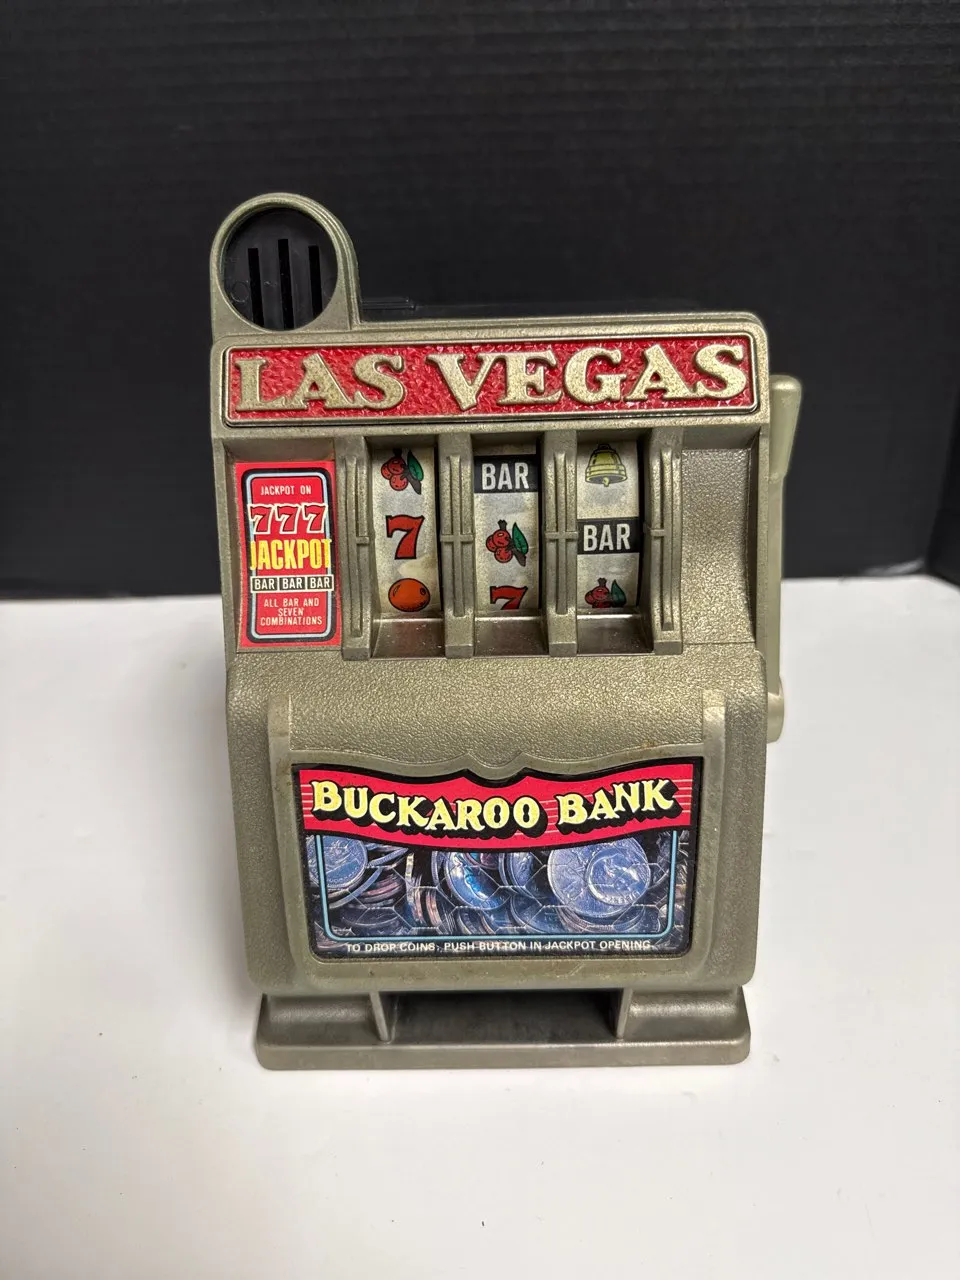 LAS VEGAS
JACKPOT ON
777
JACKPOT
BAR BAR BAR
ALL BAR AND
SEVEN
COMBINATIONS
BAR
7
BAR
7
BUCKAROO BANK
TO DROP COINS, PUSH BUTTON IN JACKPOT OPENING